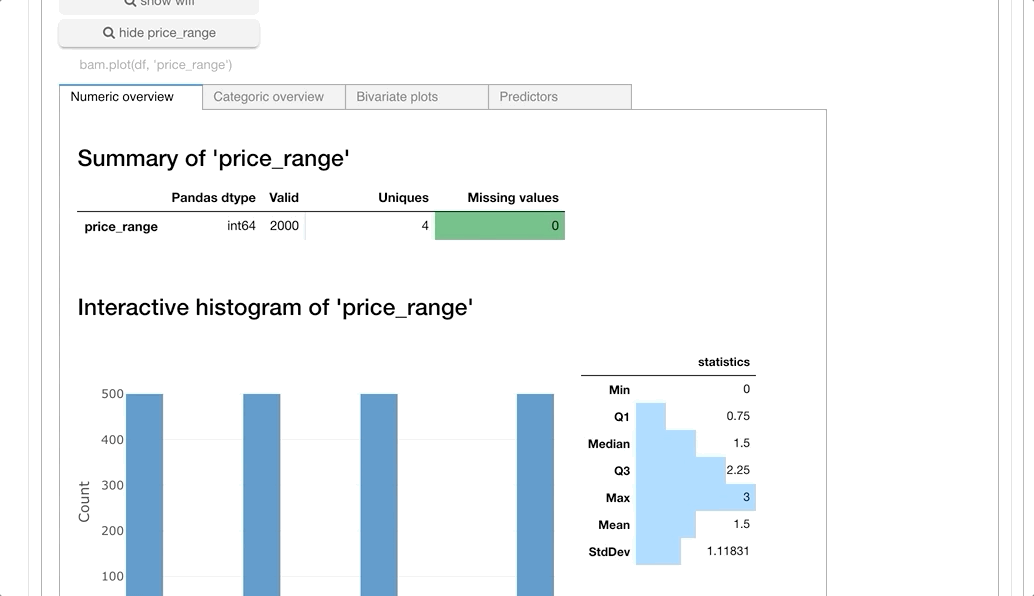 show wifi
hide price_range
bam.plot(df, 'price_range')
Numeric overview Categoric overview Bivariate plots Predictors
Summary of 'price_range'
Pandas dtype Valid Uniques Missing values
price_range int64 2000 4 0
Interactive histogram of 'price_range'
statistics
Min 0
Q1 0.75
Median 1.5
Q3 2.25
Max 3
Mean 1.5
StdDev 1.11831
500
400
300
200
100
Count